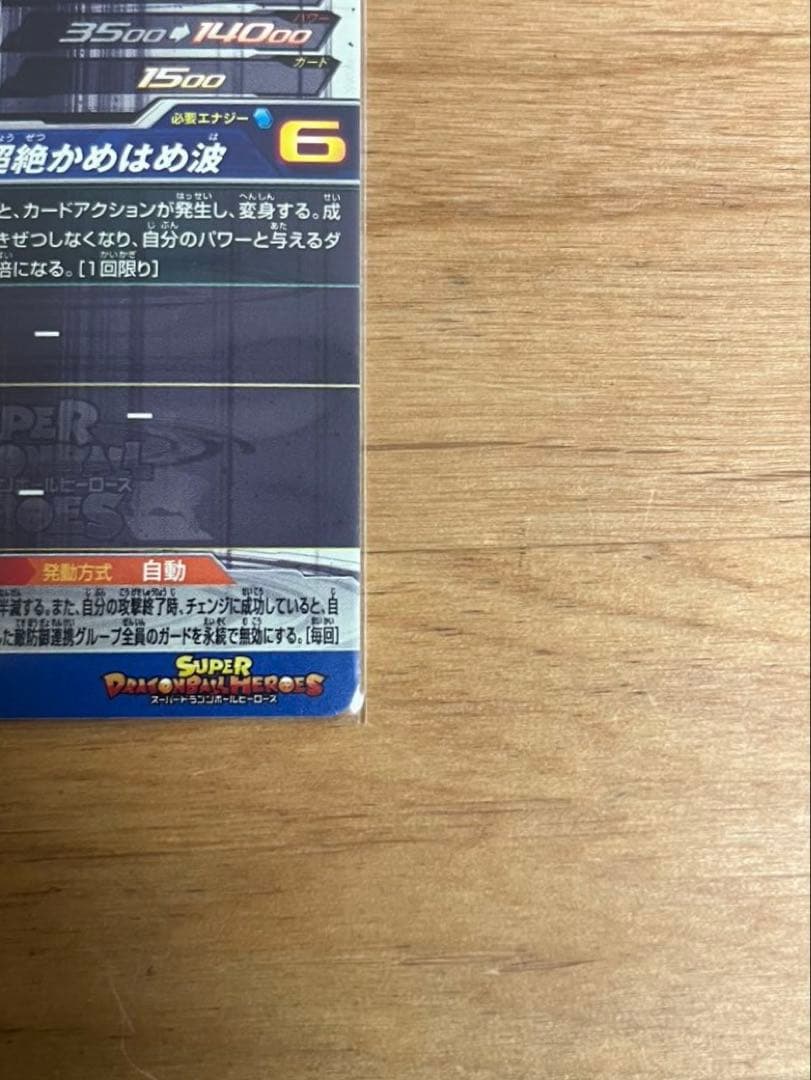 パワー
3500 14000
ガード
1500
必要エナジー
6
超絶かめはめ波
と、カードアクションが発生し、変身する。成
きぜつしなくなり、自分のパワーと与えるダ
倍になる。[1回限り]
ー
ー
ー
発動方式 自動
半減する。また、自分の攻撃終了時、チェンジに成功していると、自
た敵防御連携グループ全員のガードを永続で無効にする。[毎回]
SUPER
DRAGONBALL HEROES
スーパードラゴンボールヒーローズ